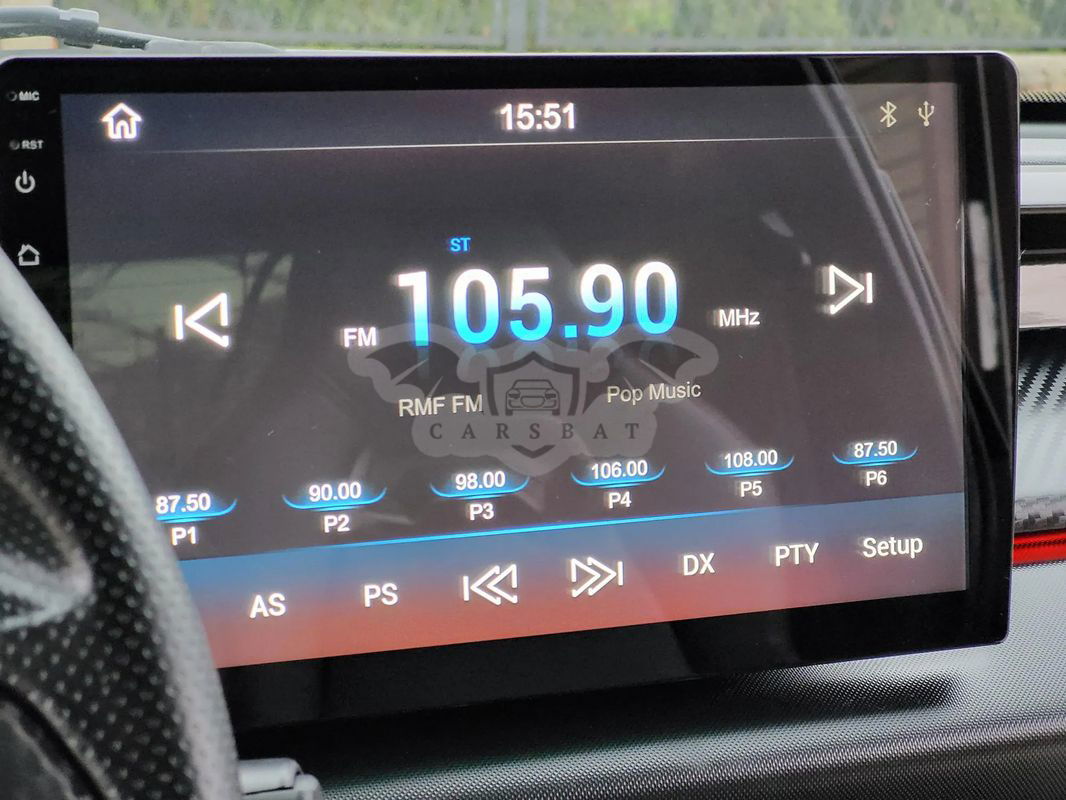 MIC
15:51
RST
ST
FM 105.90 MHz
RMF FM Pop Music
CARSBAT
87.50 90.00 98.00 106.00 108.00 87.50
P1 P2 P3 P4 P5 P6
AS PS DX PTY Setup